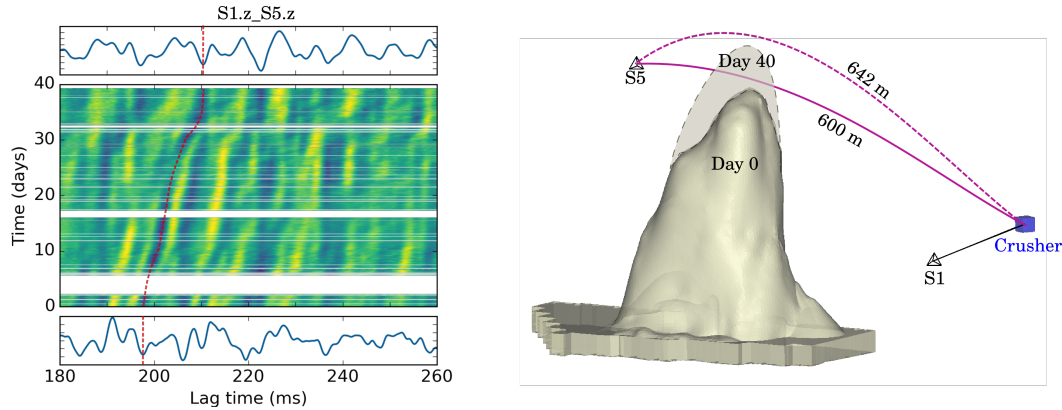 S1.z_S5.z
40
30
20
10
0
Time (days)
180
200
220
240
260
Lag time (ms)
S5
Day 40
642 m
600 m
Day 0
Crusher
S1